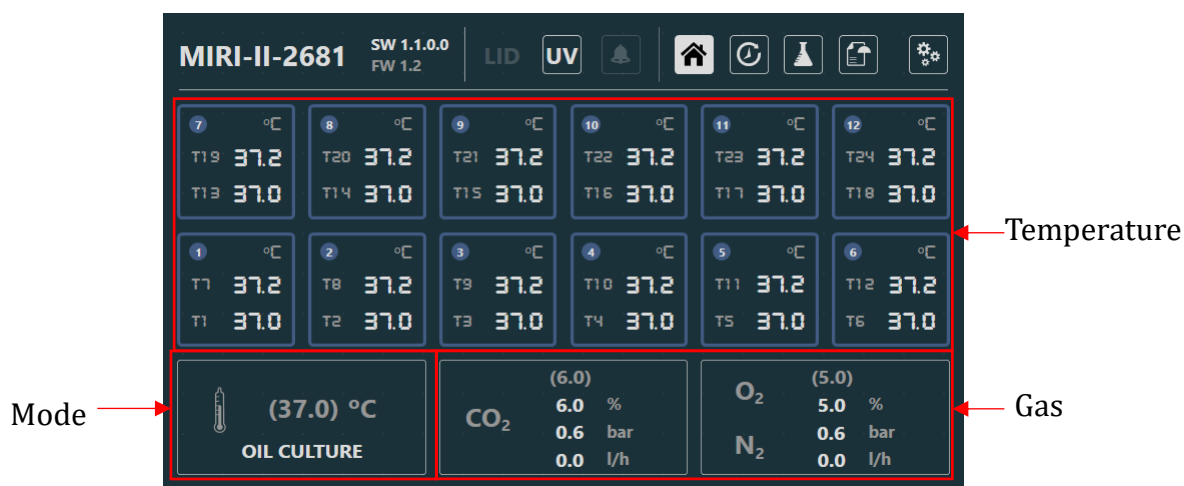 MIRI-II-2681 SW 1.1.0.0 LID UV
FW 1.2
7 °C 8 °C 9 °C 10 °C 11 °C 12 °C
T19 37.2 T20 37.2 T21 37.2 T22 37.2 T23 37.2 T24 37.2
T13 37.0 T14 37.0 T15 37.0 T16 37.0 T17 37.0 T18 37.0
Temperature
1 °C 2 °C 3 °C 4 °C 5 °C 6 °C
T7 37.2 T8 37.2 T9 37.2 T10 37.2 T11 37.2 T12 37.2
T1 37.0 T2 37.0 T3 37.0 T4 37.0 T5 37.0 T6 37.0
Mode
(37.0) °C
OIL CULTURE
CO₂
(6.0)
6.0 %
0.6 bar
0.0 l/h
O₂
N₂
(5.0)
5.0 %
0.6 bar
0.0 l/h
Gas